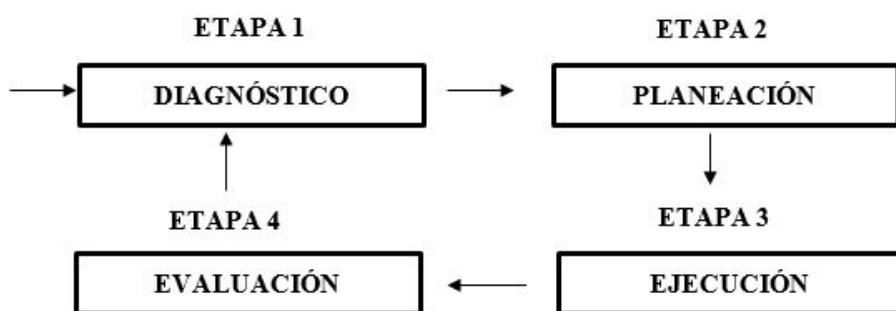 ETAPA 1
DIAGNÓSTICO
ETAPA 2
PLANEACIÓN
ETAPA 3
EJECUCIÓN
ETAPA 4
EVALUACIÓN